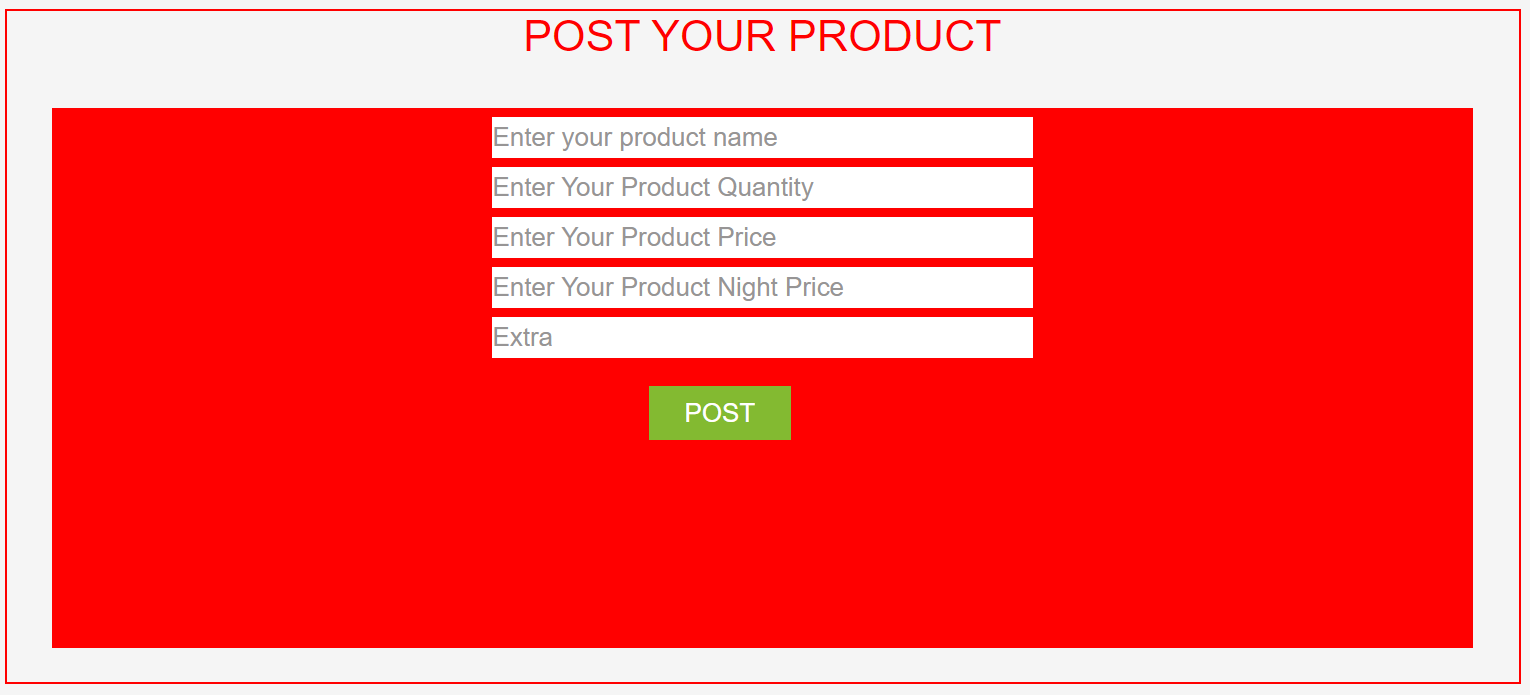 POST YOUR PRODUCT
Enter your product name
Enter Your Product Quantity
Enter Your Product Price
Enter Your Product Night Price
Extra
POST